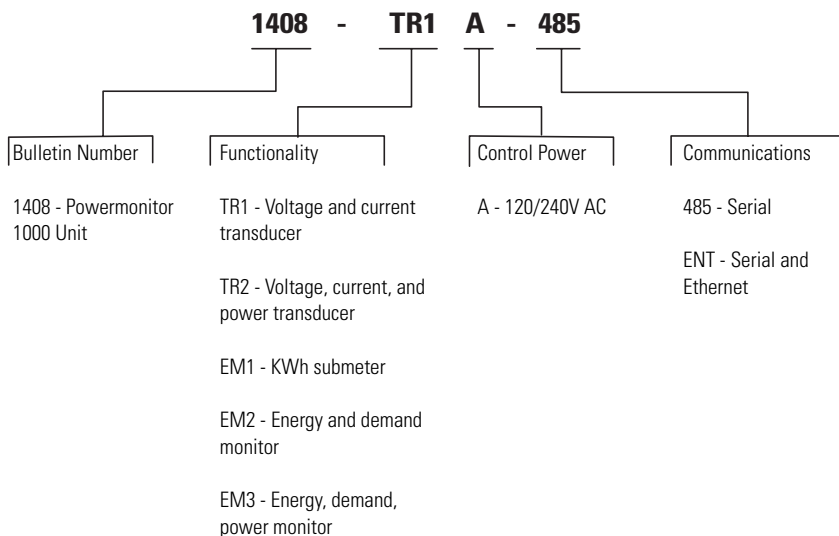 1408 - TR1 A - 485
Bulletin Number
1408 - Powermonitor
1000 Unit
Functionality
TR1 - Voltage and current
transducer
TR2 - Voltage, current, and
power transducer
EM1 - KWh submeter
EM2 - Energy and demand
monitor
EM3 - Energy, demand,
power monitor
Control Power
A - 120/240V AC
Communications
485 - Serial
ENT - Serial and
Ethernet